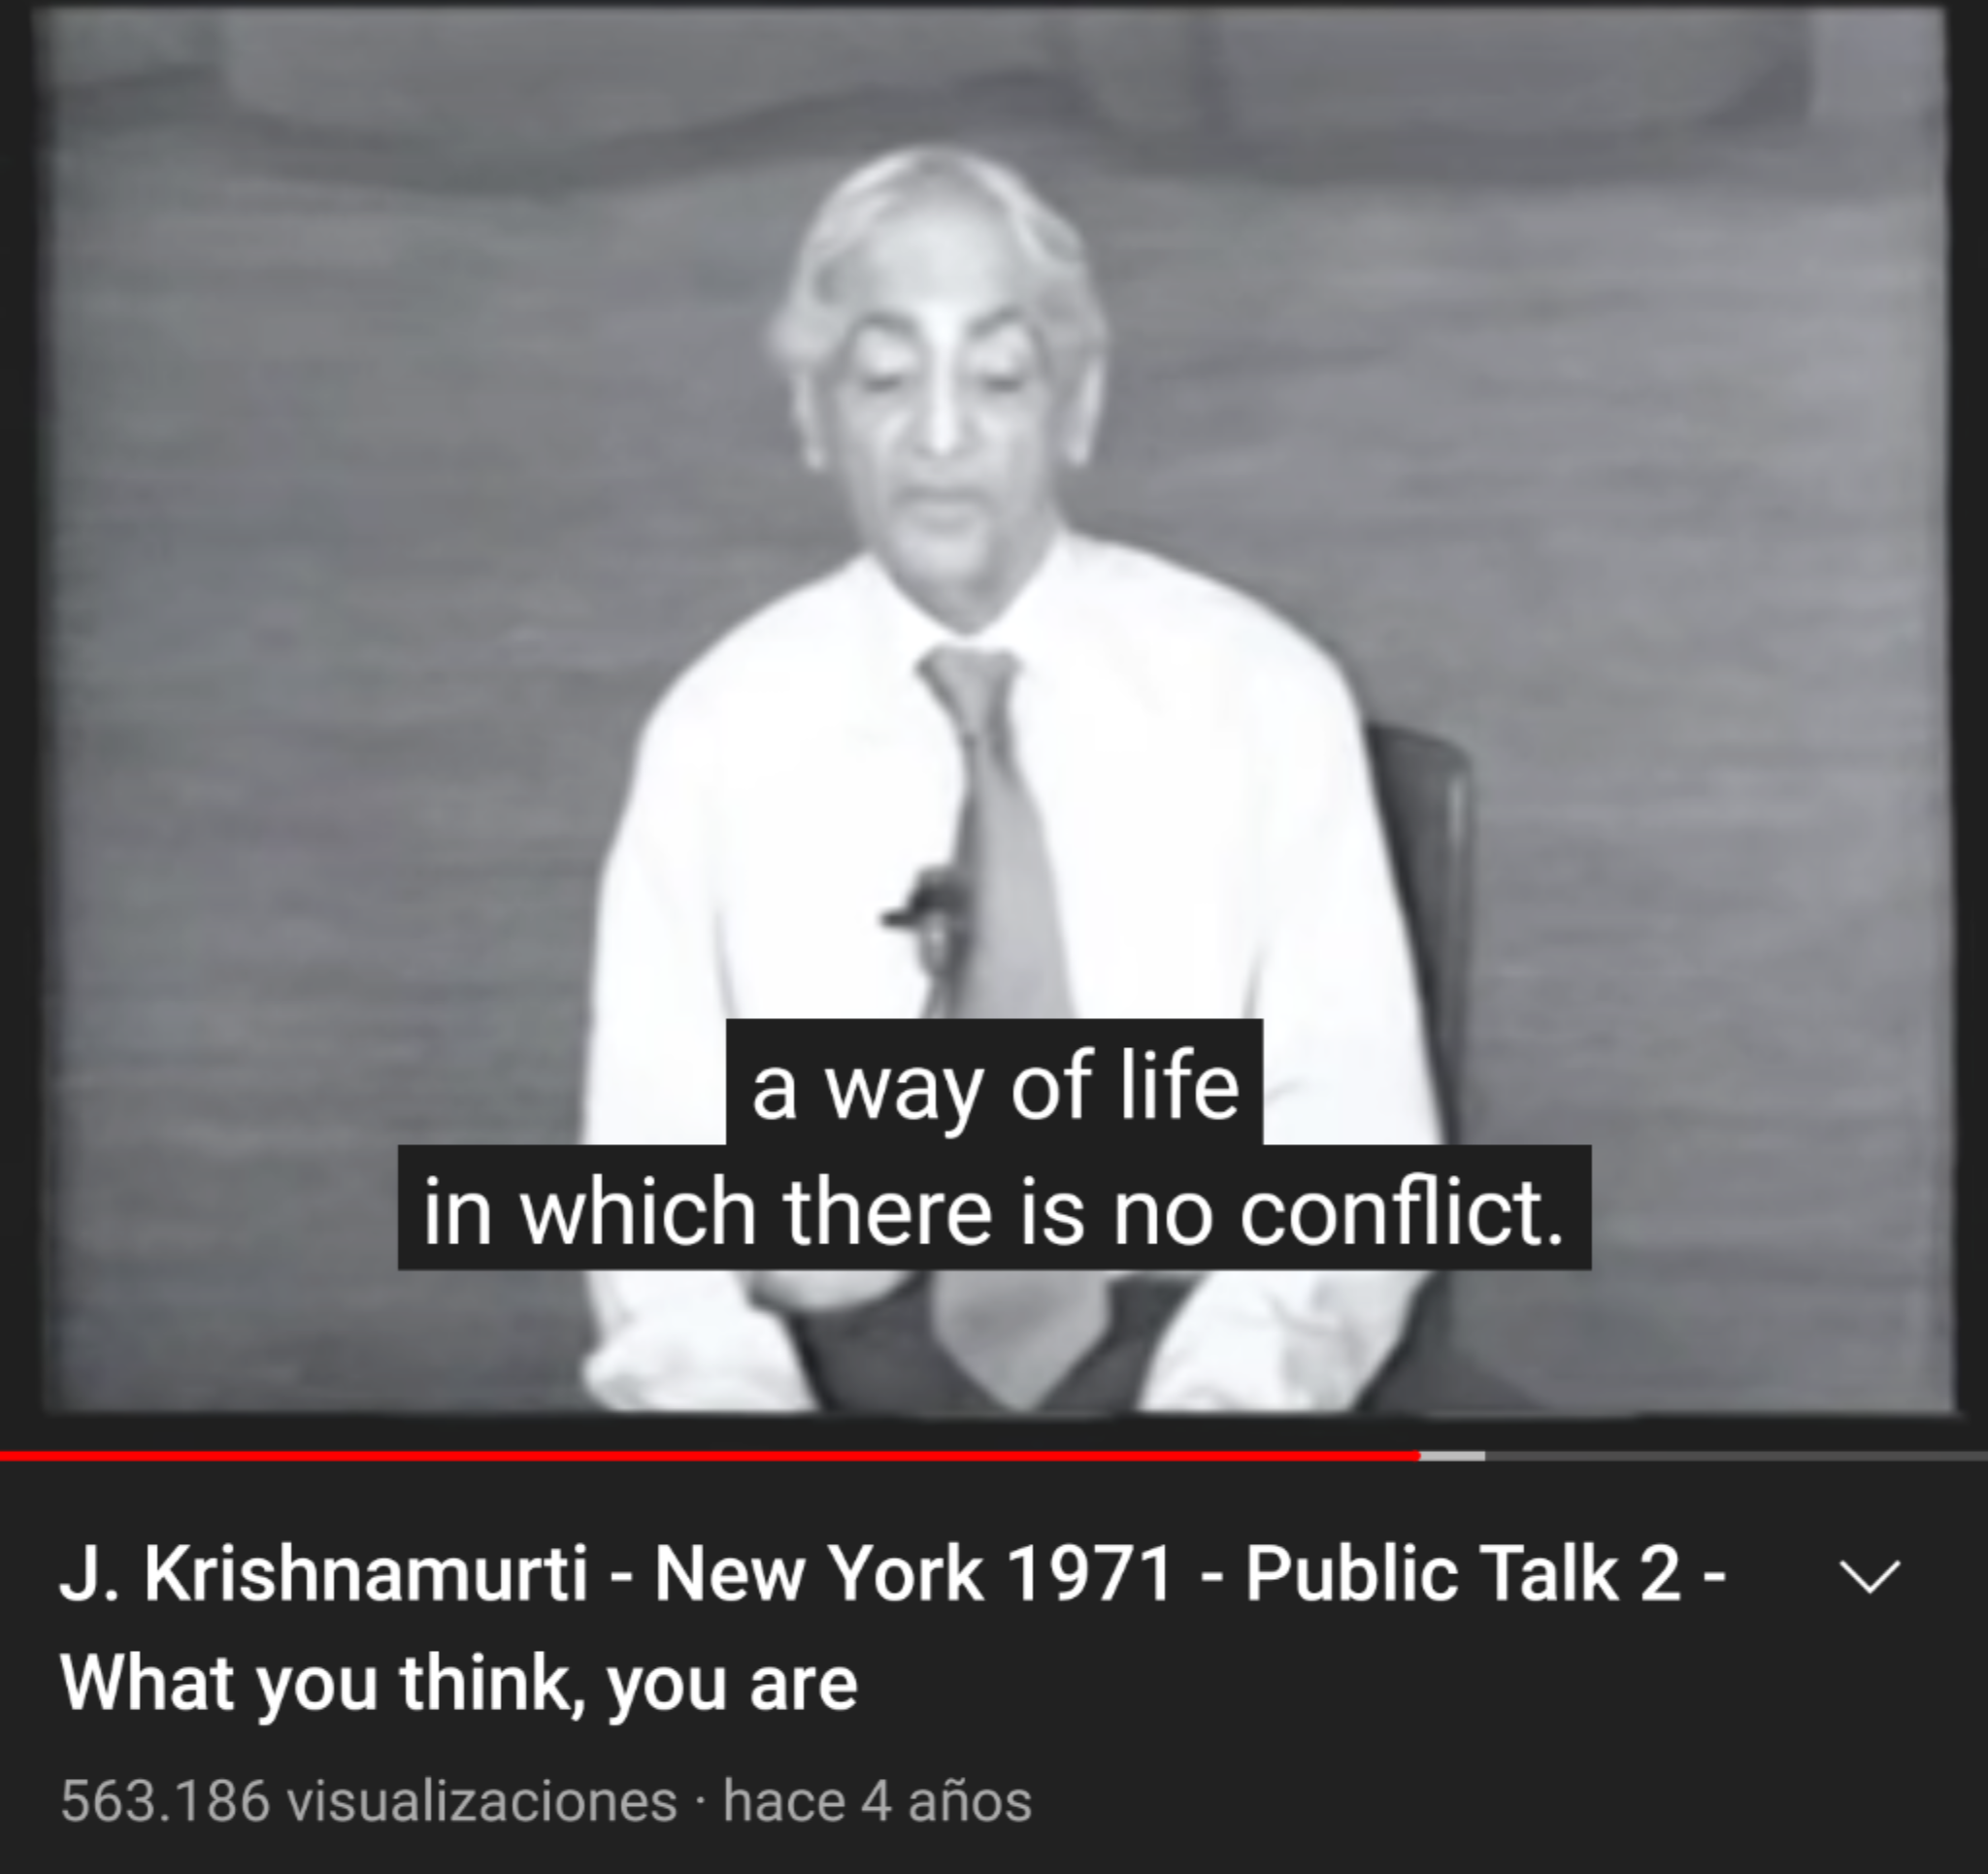 a way of life
in which there is no conflict.
J. Krishnamurti - New York 1971 - Public Talk 2 -
What you think, you are
563.186 visualizaciones · hace 4 años